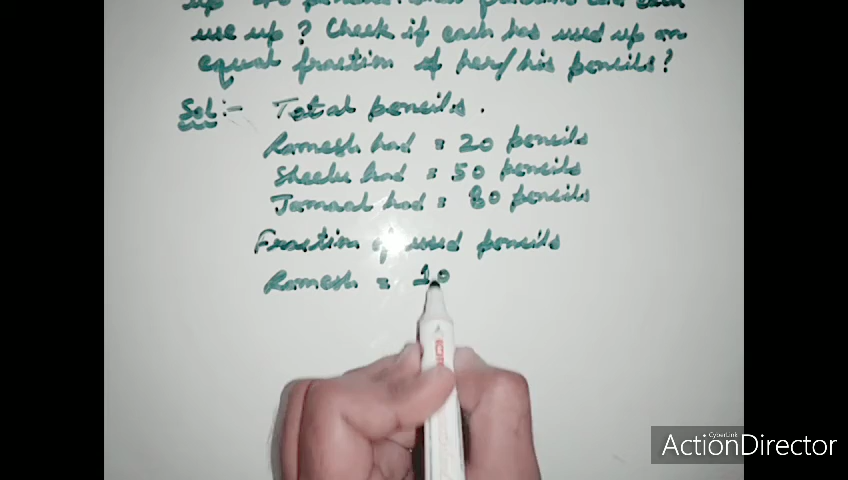 use up? Check if each has used up an
equal fraction of her/his pencils?
Sol:- Total pencils.
Ramesh had = 20 pencils
Sheelu had = 50 pencils
Jamaal had = 80 pencils
Fraction of used pencils
Ramesh = 10
CyberLink
ActionDirector